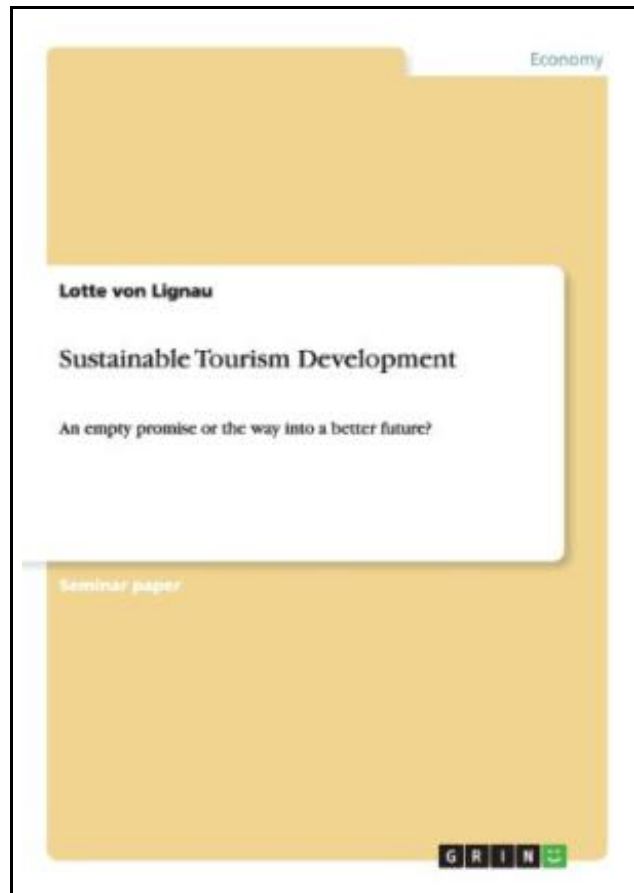 Economy
Lotte von Lignau
Sustainable Tourism Development
An empty promise or the way into a better future?
Seminar paper
GRIN